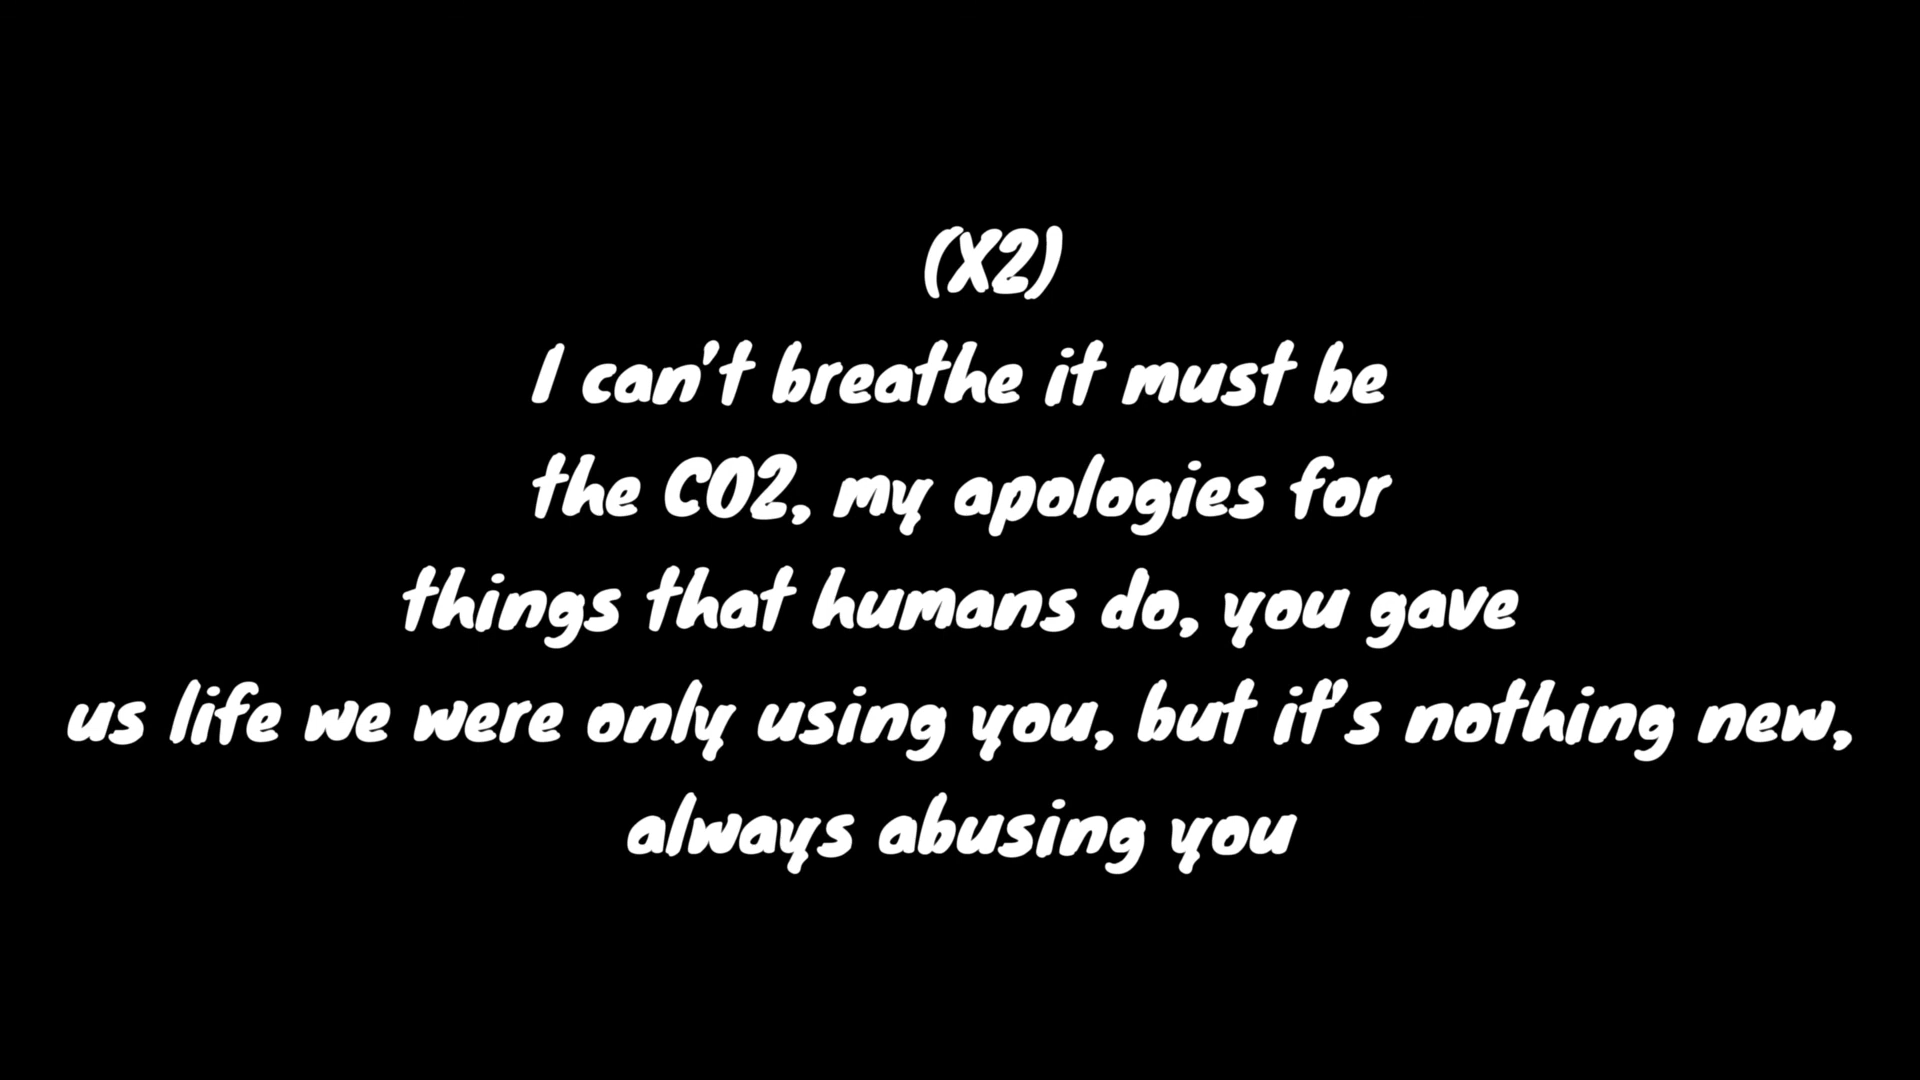 (X2)
I can't breathe it must be
the CO2, my apologies for
things that humans do, you gave
us life we were only using you, but it's nothing new,
always abusing you